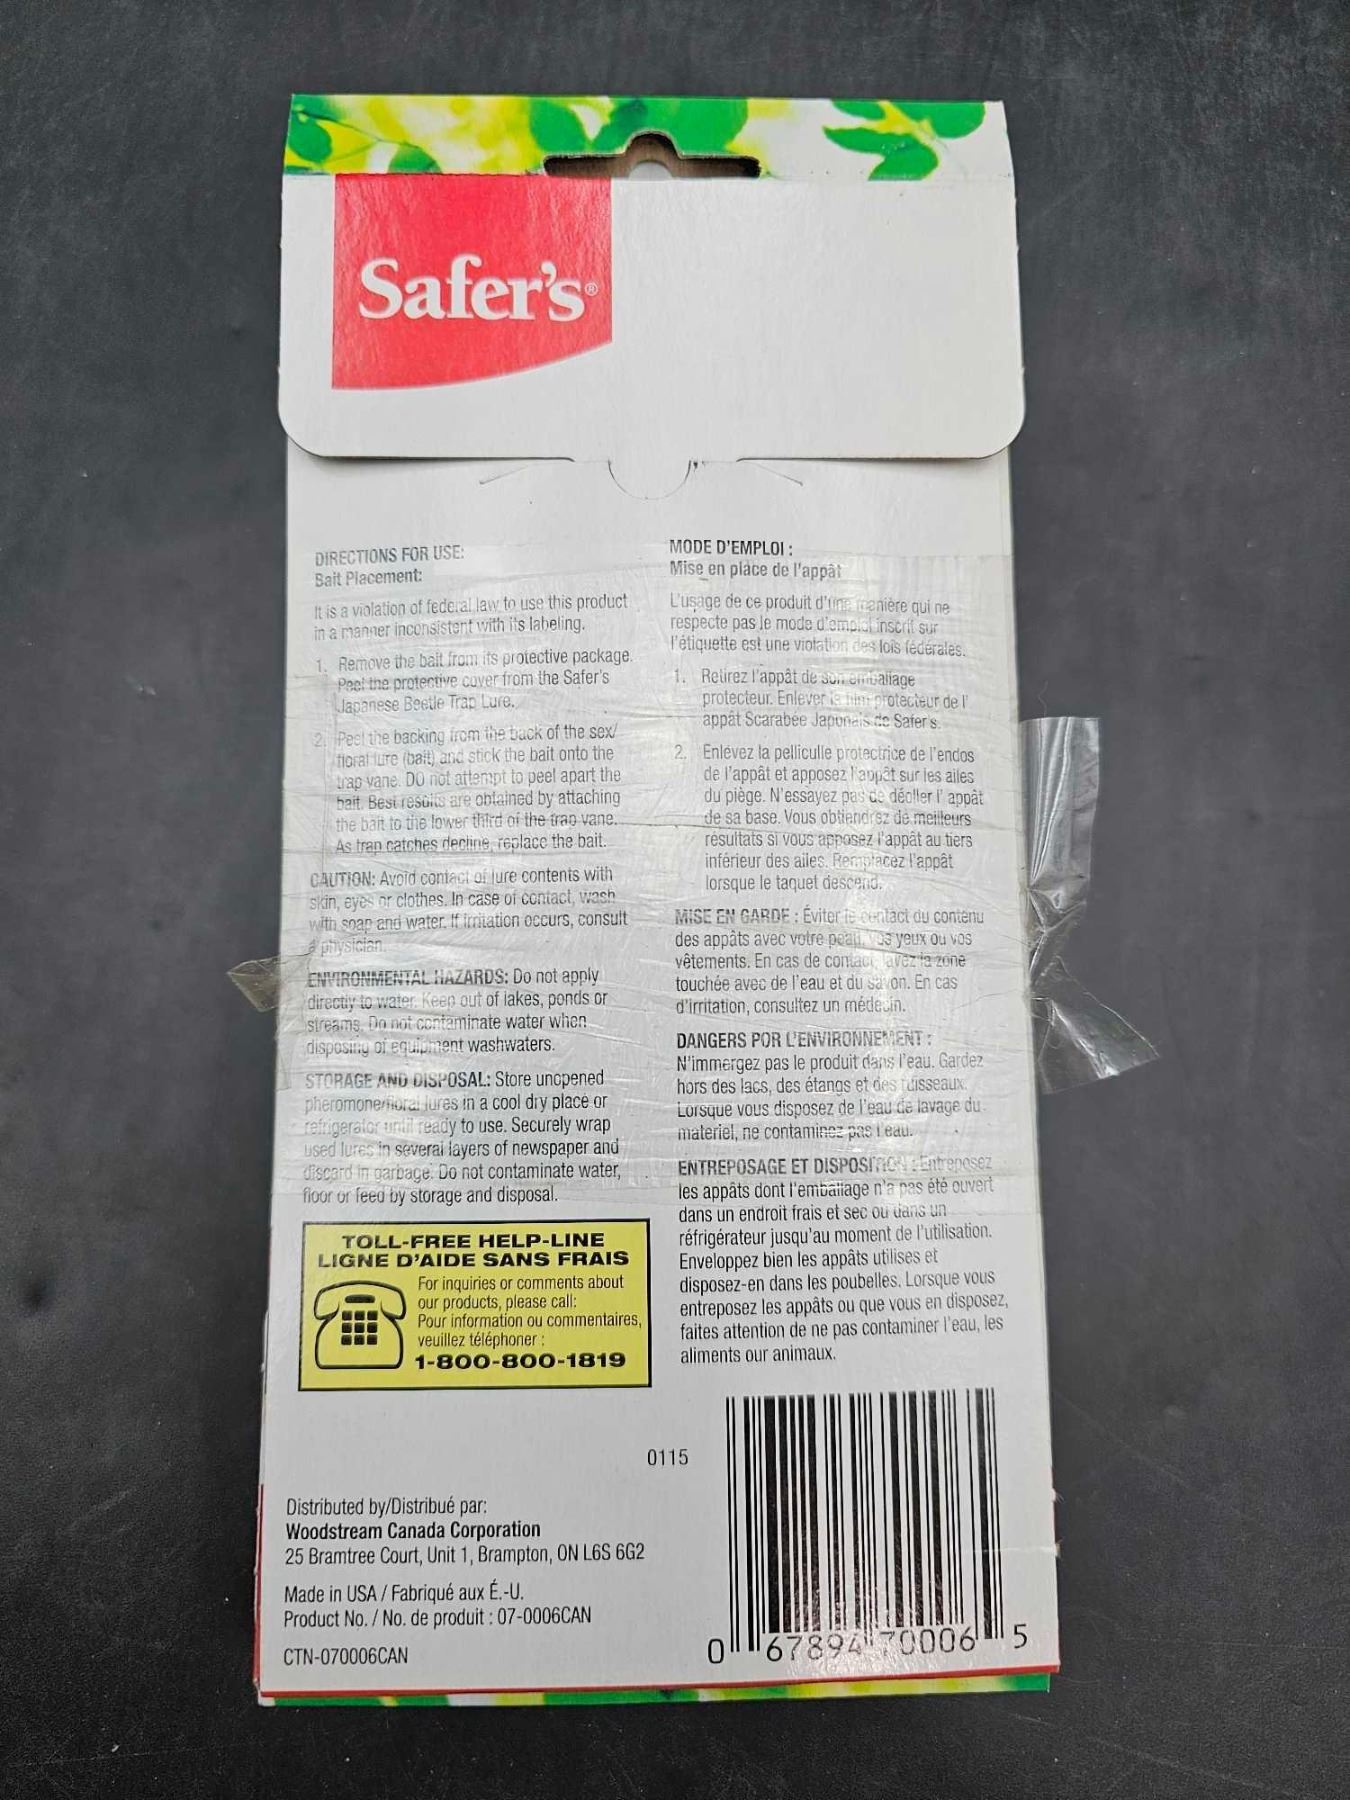 Safer's®
DIRECTIONS FOR USE:
Bait Placement:
It is a violation of federal law to use this product
in a manner inconsistent with its labeling.
1. Remove the bait from its protective package.
Peel the protective cover from the Safer's
Japanese Beetle Trap Lure.
2. Peel the backing from the back of the sex/
floral lure (bait) and stick the bait onto the
trap vane. DO not attempt to peel apart the
bait. Best results are obtained by attaching
the bait to the lower third of the trap vane.
As trap catches decline, replace the bait.
CAUTION: Avoid contact of lure contents with
skin, eyes or clothes. In case of contact, wash
with soap and water. If irritation occurs, consult
a physician.
ENVIRONMENTAL HAZARDS: Do not apply
directly to water. Keep out of lakes, ponds or
streams. Do not contaminate water when
disposing of equipment washwaters.
STORAGE AND DISPOSAL: Store unopened
pheromone/floral lures in a cool dry place or
refrigerator until ready to use. Securely wrap
used lures in several layers of newspaper and
discard in garbage. Do not contaminate water,
floor or feed by storage and disposal.
TOLL-FREE HELP-LINE
LIGNE D'AIDE SANS FRAIS
For inquiries or comments about
our products, please call:
Pour information ou commentaires,
veuillez téléphoner :
1-800-800-1819
MODE D'EMPLOI :
Mise en place de l'appât
L'usage de ce produit d'une manière qui ne
respecte pas le mode d'emploi inscrit sur
l'étiquette est une violation des lois fédérales.
1. Retirez l'appât de son emballage
protecteur. Enlever le film protecteur de l'
appât Scarabée Japonais de Safer's.
2. Enlevez la pelliculle protectrice de l'endos
de l'appât et apposez l'appât sur les ailes
du piège. N'essayez pas de décller l' appât
de sa base. Vous obtiendrez de meilleurs
résultats si vous apposez l'appât au tiers
inférieur des ailes. Remplacez l'appât
lorsque le taquet descend.
MISE EN GARDE : Éviter le contact du contenu
des appâts avec votre peau, vos yeux ou vos
vêtements. En cas de contact, lavez la zone
touchée avec de l'eau et du savon. En cas
d'irritation, consultez un médecin.
DANGERS POR L'ENVIRONNEMENT :
N'immergez pas le produit dans l'eau. Gardez
hors des lacs, des étangs et des ruisseaux.
Lorsque vous disposez de l'eau de lavage du
materiel, ne contaminez pas l'eau.
ENTREPOSAGE ET DISPOSITION : Entreposez
les appâts dont l'emballage n'a pas été ouvert
dans un endroit frais et sec ou dans un
réfrigérateur jusqu'au moment de l'utilisation.
Enveloppez bien les appâts utilises et
disposez-en dans les poubelles. Lorsque vous
entreposez les appâts ou que vous en disposez,
faites attention de ne pas contaminer l'eau, les
aliments our animaux.
0115
Distributed by/Distribué par:
Woodstream Canada Corporation
25 Bramtree Court, Unit 1, Brampton, ON L6S 6G2
Made in USA / Fabriqué aux É.-U.
Product No. / No. de produit : 07-0006CAN
CTN-070006CAN
0 67894 70006 5